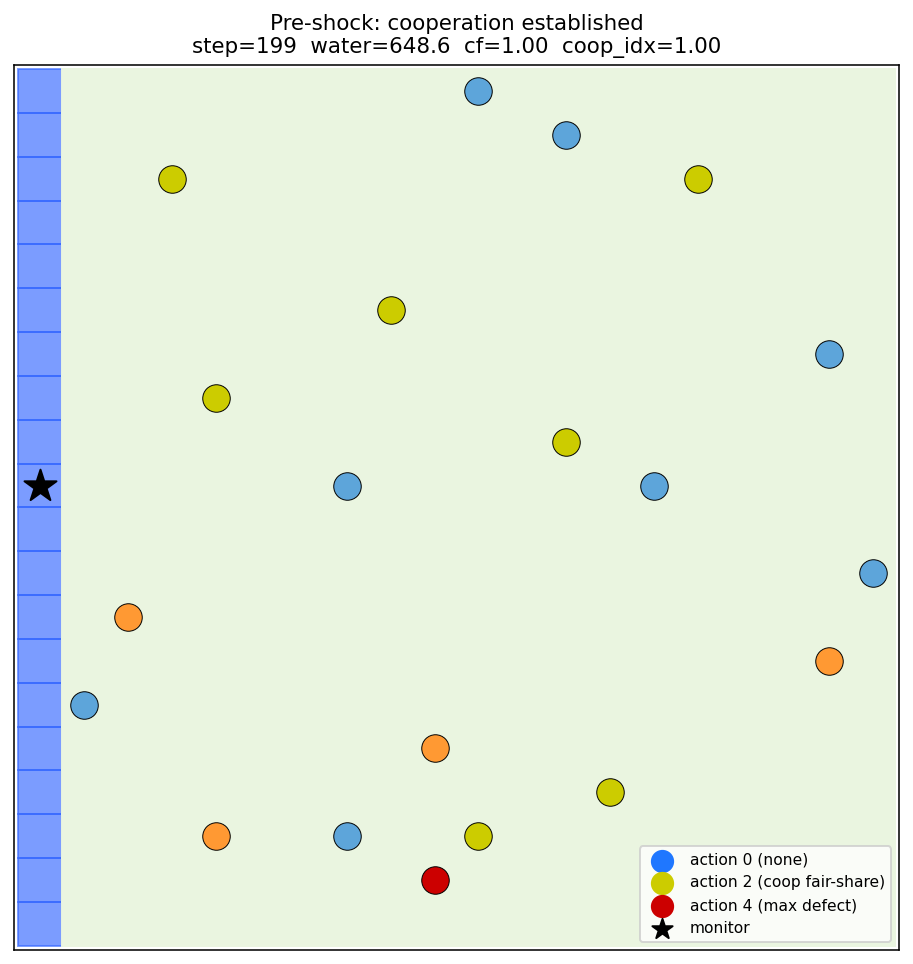 Pre-shock: cooperation established
step=199  water=648.6  cf=1.00  coop_idx=1.00
action 0 (none)
action 2 (coop fair-share)
action 4 (max defect)
monitor